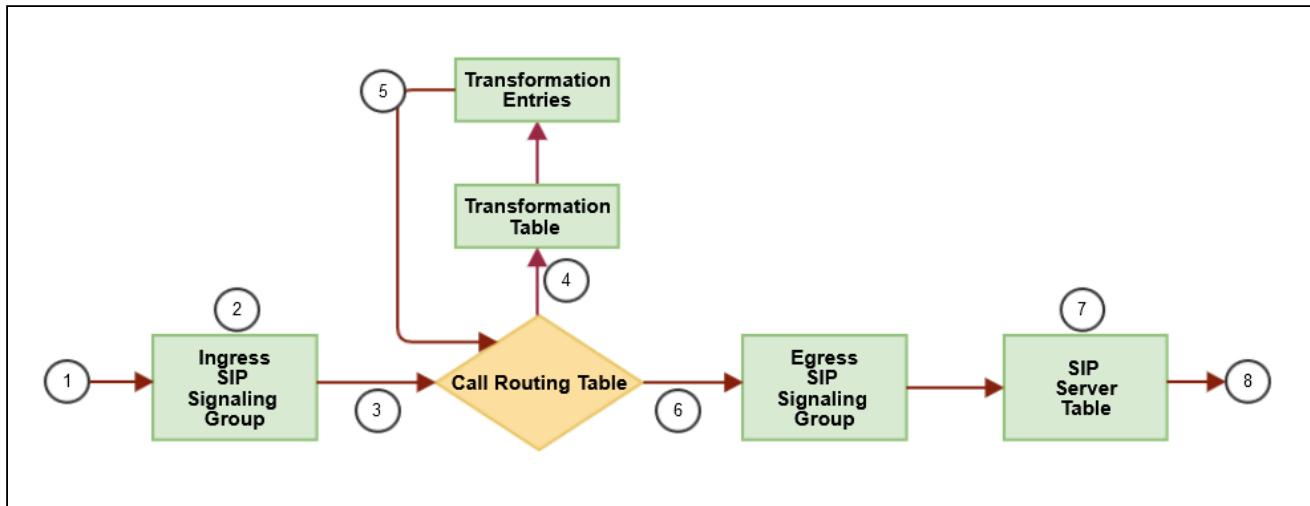 5
Transformation
Entries
Transformation
Table
4
2
7
1
Ingress
SIP
Signaling
Group
3
Call Routing Table
6
Egress
SIP
Signaling
Group
SIP
Server
Table
8